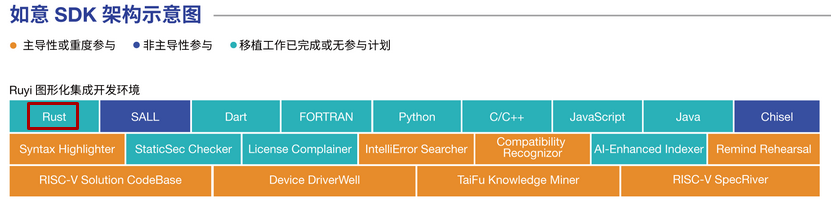 如意 SDK 架构示意图
主导性或重度参与 非主导性参与 移植工作已完成或无参与计划
Ruyi 图形化集成开发环境
Rust SALL Dart FORTRAN Python C/C++ JavaScript Java Chisel
Syntax Highlighter StaticSec Checker License Complainer IntelliError Searcher Compatibility Recognizor AI-Enhanced Indexer Remind Rehearsal
RISC-V Solution CodeBase Device DriverWell TaiFu Knowledge Miner RISC-V SpecRiver